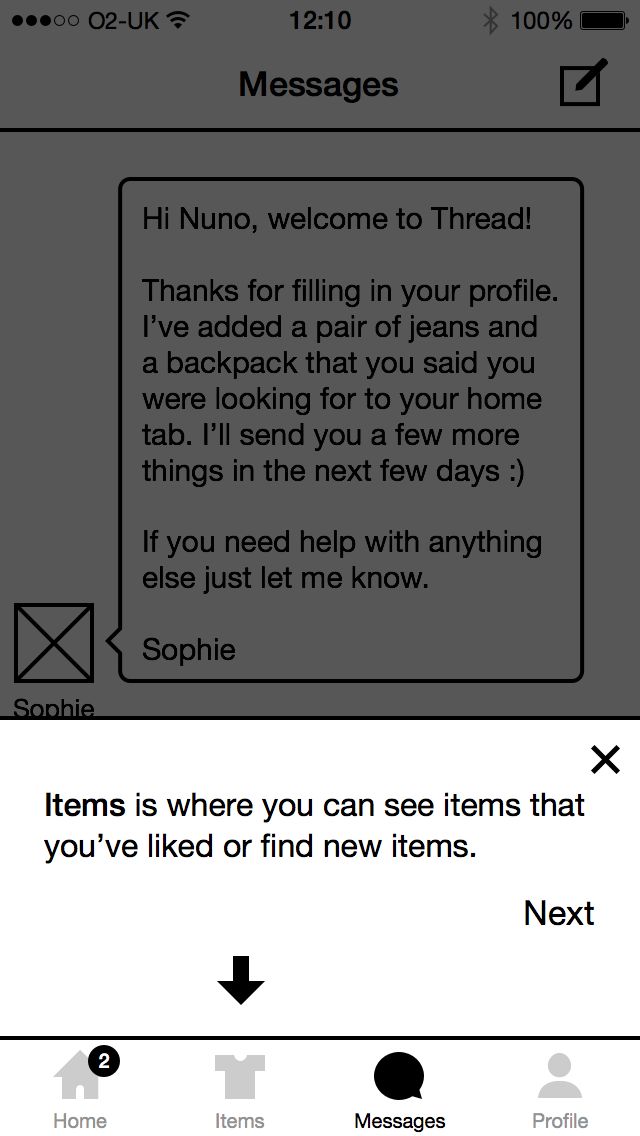 O2-UK 12:10 100%
Messages
Hi Nuno, welcome to Thread!
Thanks for filling in your profile.
I’ve added a pair of jeans and
a backpack that you said you
were looking for to your home
tab. I’ll send you a few more
things in the next few days :)
If you need help with anything
else just let me know.
Sophie
Sophie
Items is where you can see items that
you’ve liked or find new items.
Next
2
Home Items Messages Profile